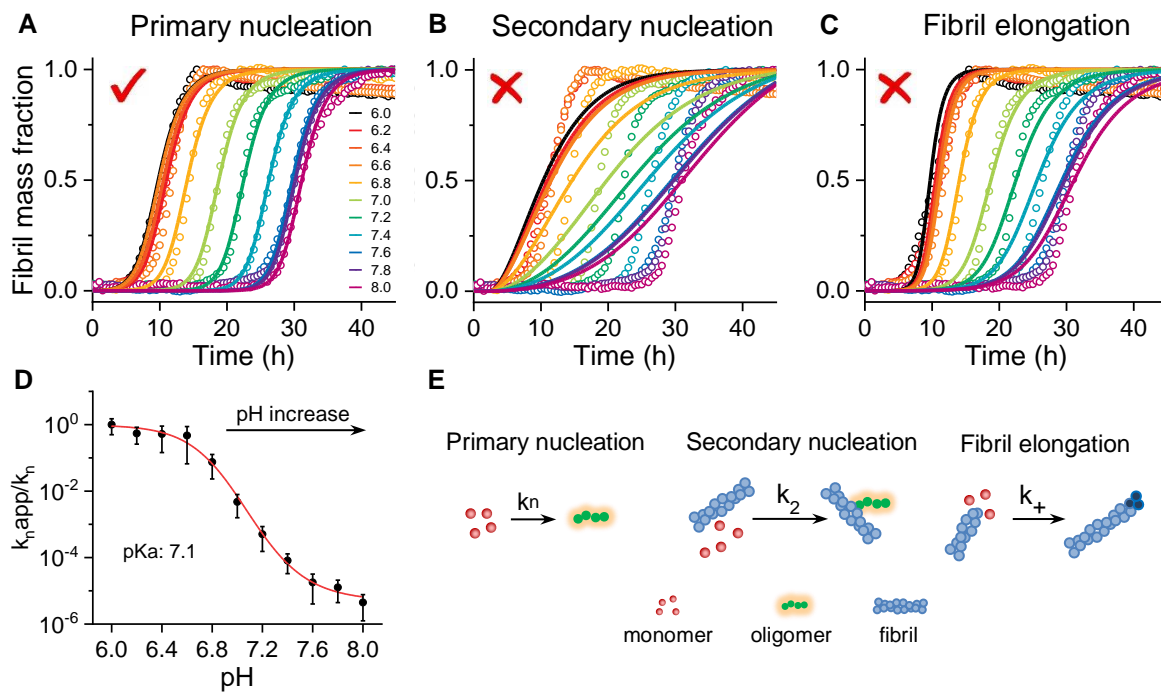 A Primary nucleation
B Secondary nucleation
C Fibril elongation
Fibril mass fraction
1.0
0.5
0.0
0 10 20 30 40
Time (h)
6.0
6.2
6.4
6.6
6.8
7.0
7.2
7.4
7.6
7.8
8.0
1.0
0.5
0.0
0 10 20 30 40
Time (h)
1.0
0.5
0.0
0 10 20 30 40
Time (h)
D
kₙapp/kₙ
10⁰
10⁻²
10⁻⁴
10⁻⁶
pH increase
pKa: 7.1
6.0 6.4 6.8 7.2 7.6 8.0
pH
E
Primary nucleation
Secondary nucleation
Fibril elongation
kn
k₂
k₊
monomer
oligomer
fibril